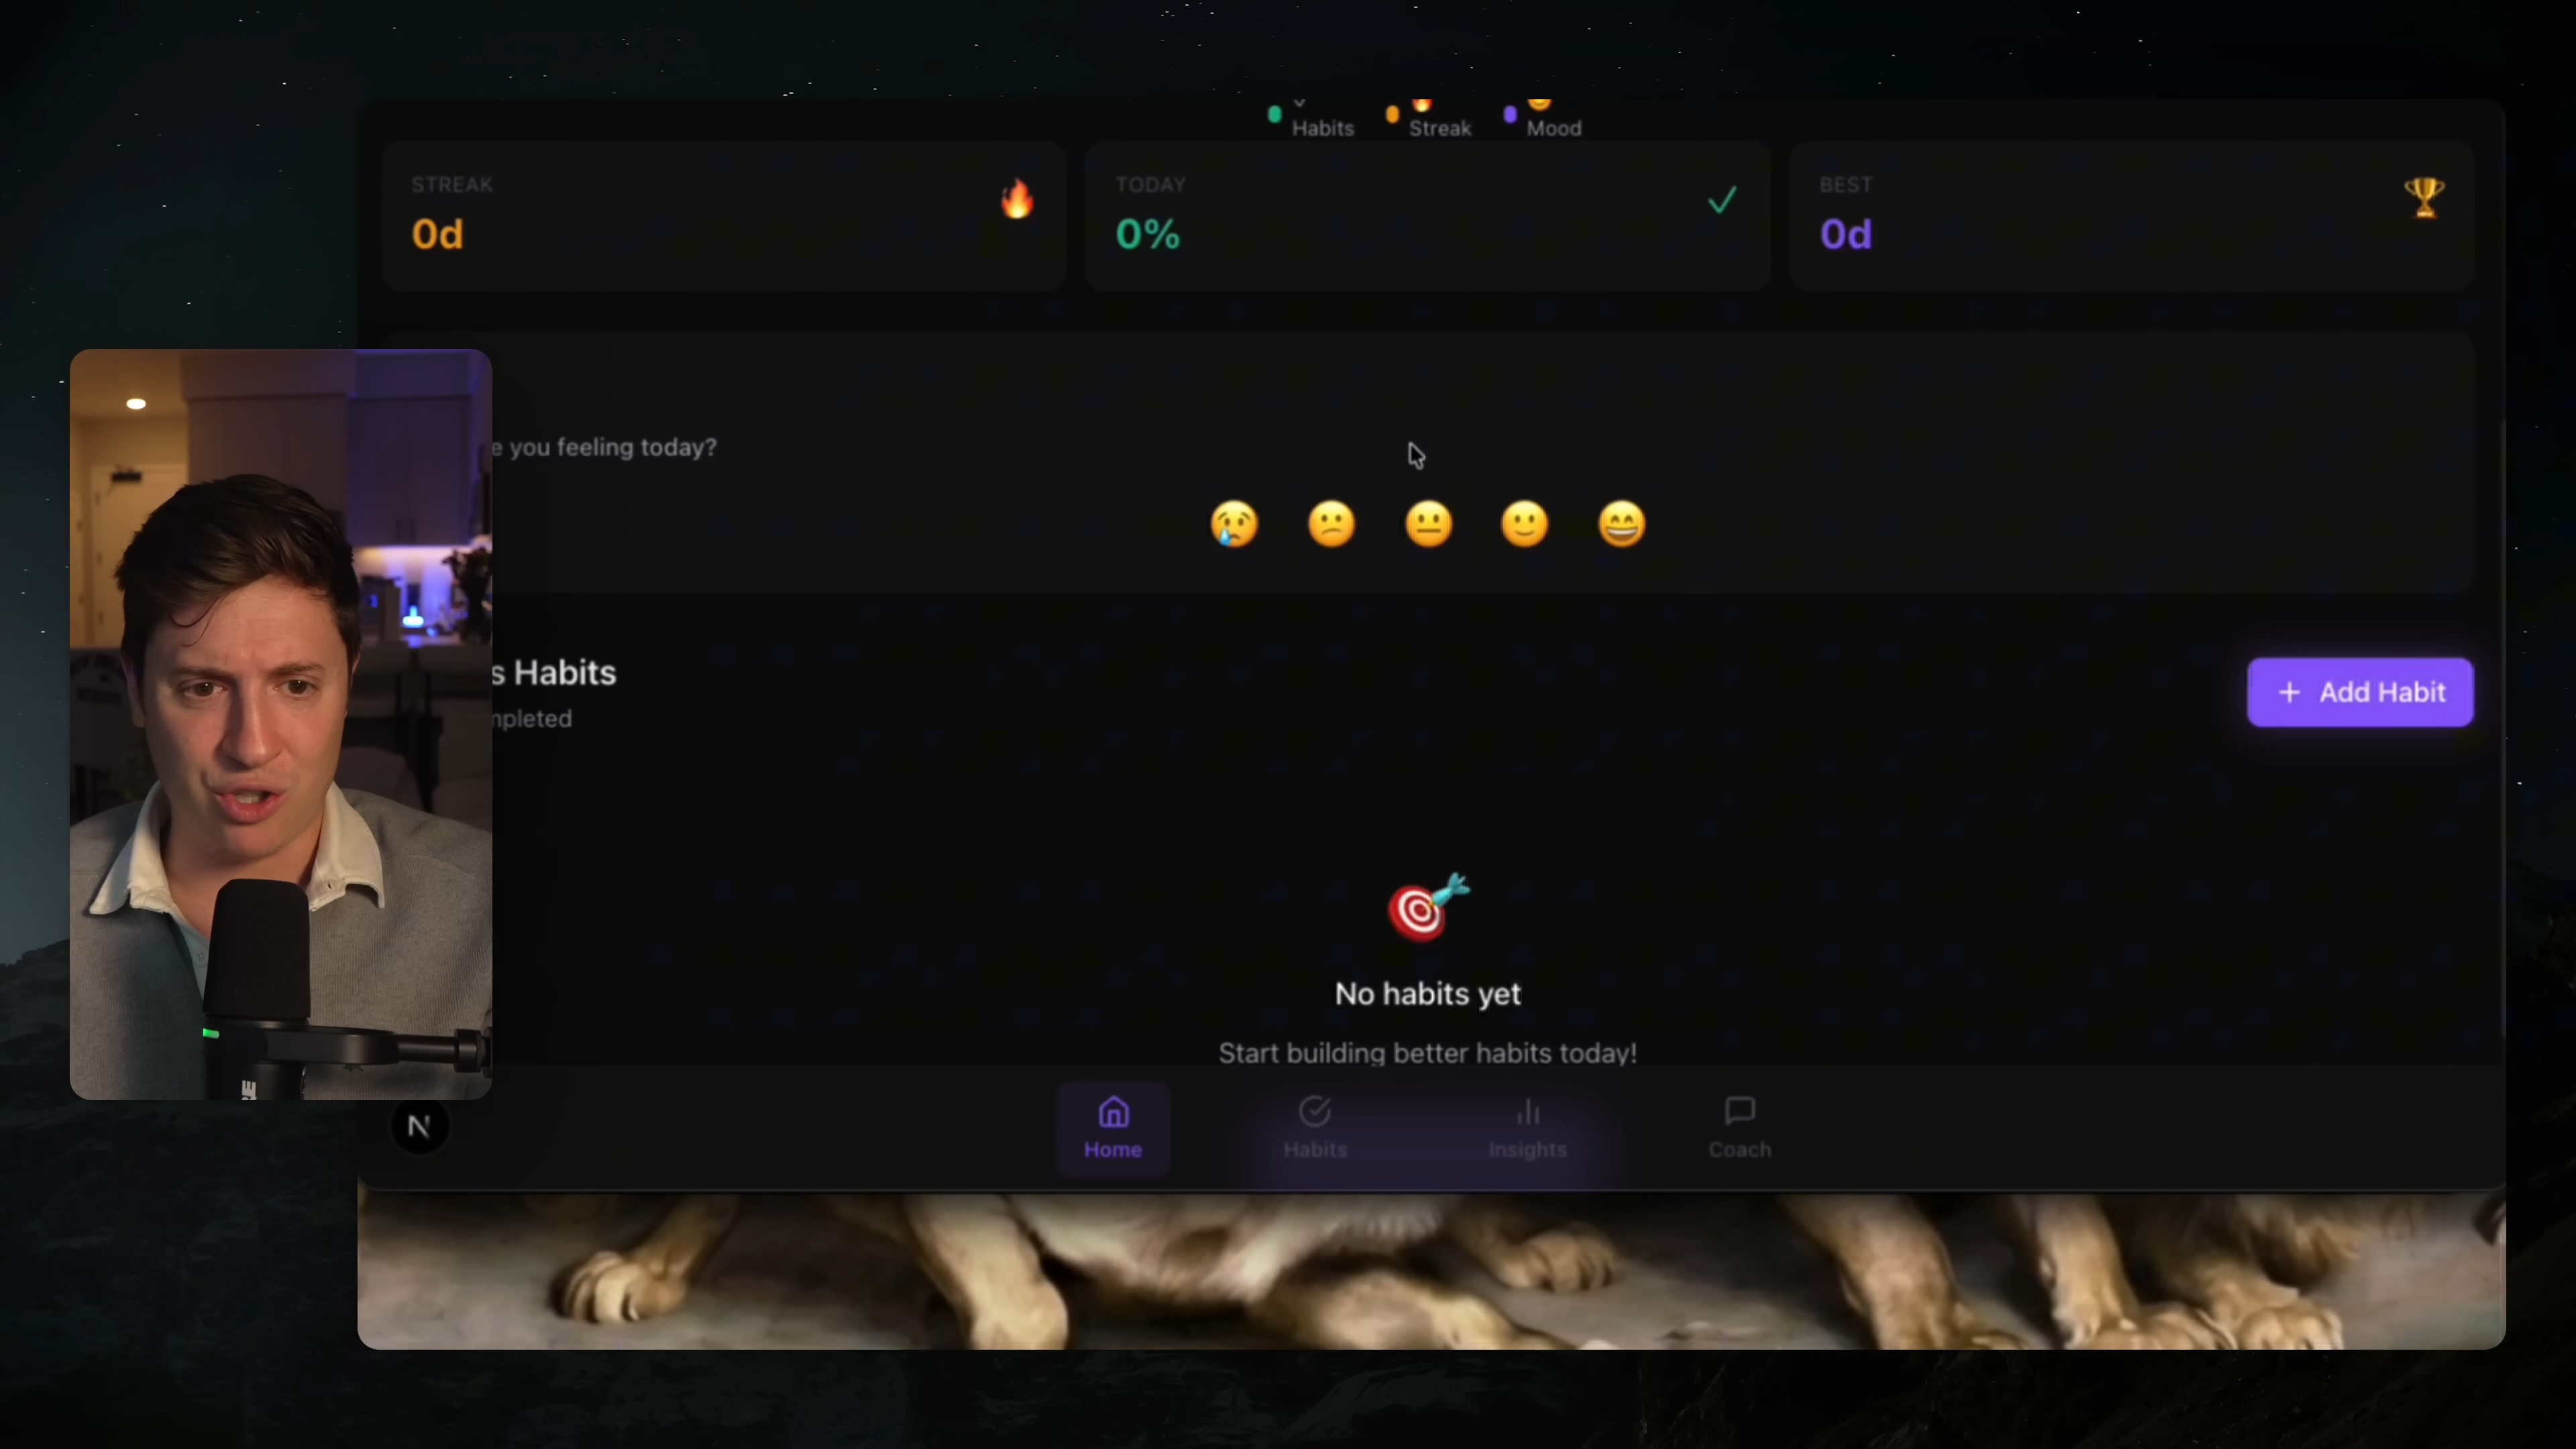 Habits
Streak
Mood
STREAK
0d
TODAY
0%
BEST
0d
e you feeling today?
s Habits
mpleted
+ Add Habit
No habits yet
Start building better habits today!
N
Home
Habits
Insights
Coach